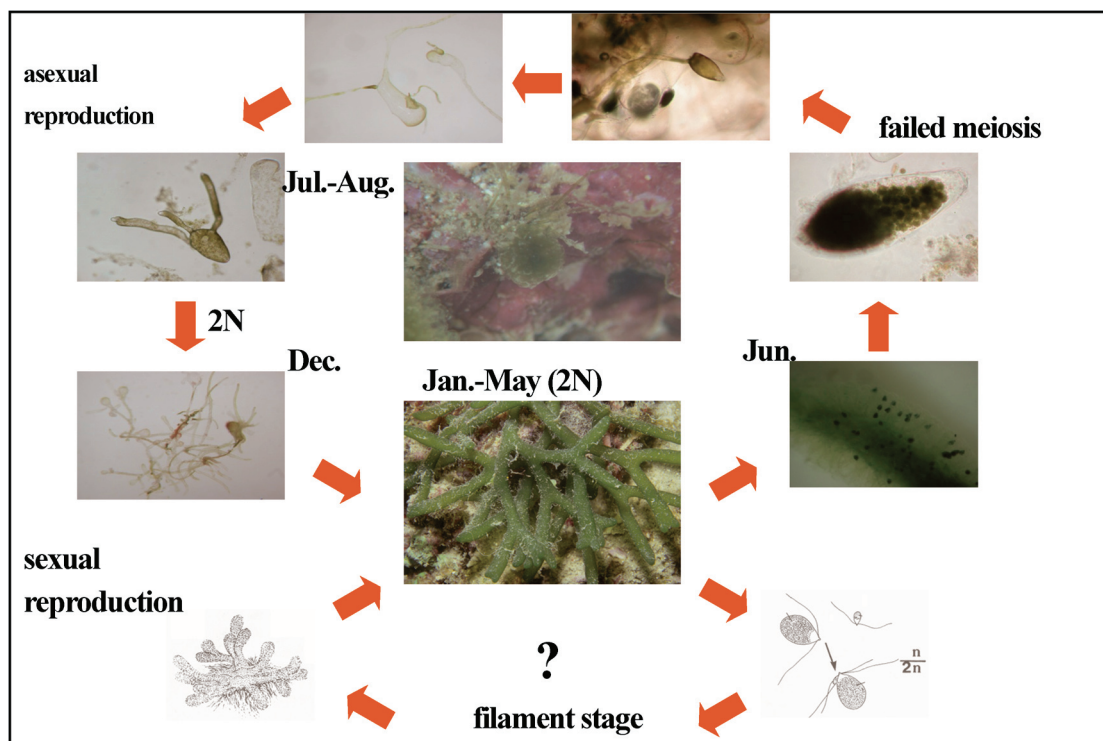 asexual
reproduction
failed meiosis
Jul.-Aug.
2N
Dec.
Jun.
Jan.-May (2N)
sexual
reproduction
n
2n
?
filament stage